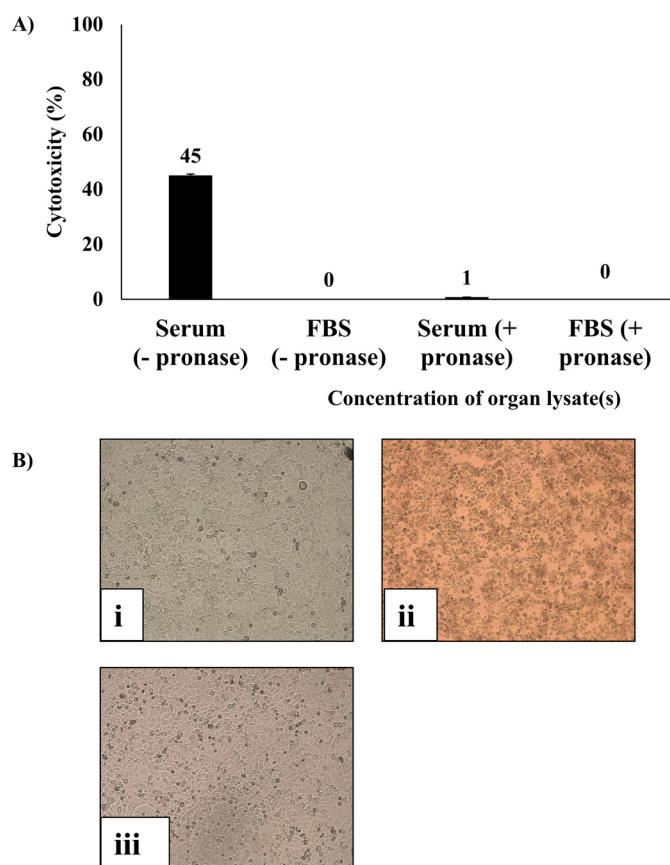 A)
100
80
60
40
20
0
Cytotoxicity (%)
45
0
1
0
Serum
(- pronase)
FBS
(- pronase)
Serum (+
pronase)
FBS (+
pronase)
Concentration of organ lysate(s)
B)
i
ii
iii